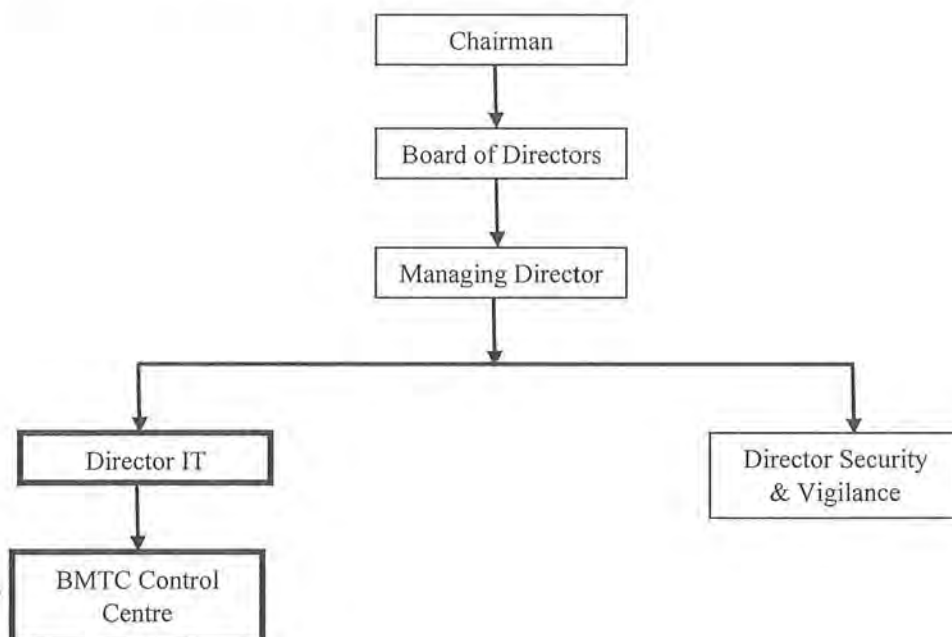 Chairman
Board of Directors
Managing Director
Director IT
Director Security
& Vigilance
BMTC Control
Centre